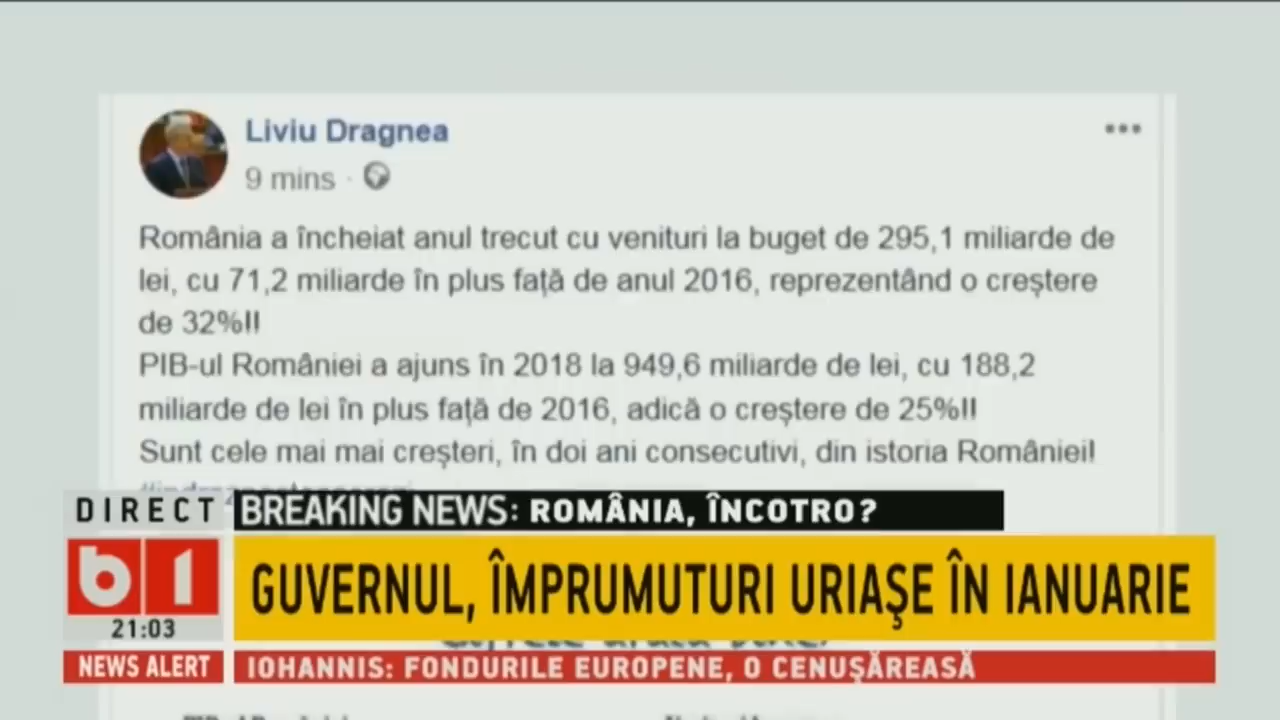 Liviu Dragnea
9 mins
România a încheiat anul trecut cu venituri la buget de 295,1 miliarde de
lei, cu 71,2 miliarde în plus față de anul 2016, reprezentând o creștere
de 32%!!
PIB-ul României a ajuns în 2018 la 949,6 miliarde de lei, cu 188,2
miliarde de lei în plus față de 2016, adică o creștere de 25%!!
Sunt cele mai mai creșteri, în doi ani consecutivi, din istoria României!
DIRECT
BREAKING NEWS: ROMÂNIA, ÎNCOTRO?
b1
GUVERNUL, ÎMPRUMUTURI URIAŞE ÎN IANUARIE
21:03
NEWS ALERT
IOHANNIS: FONDURILE EUROPENE, O CENUŞĂREASĂ